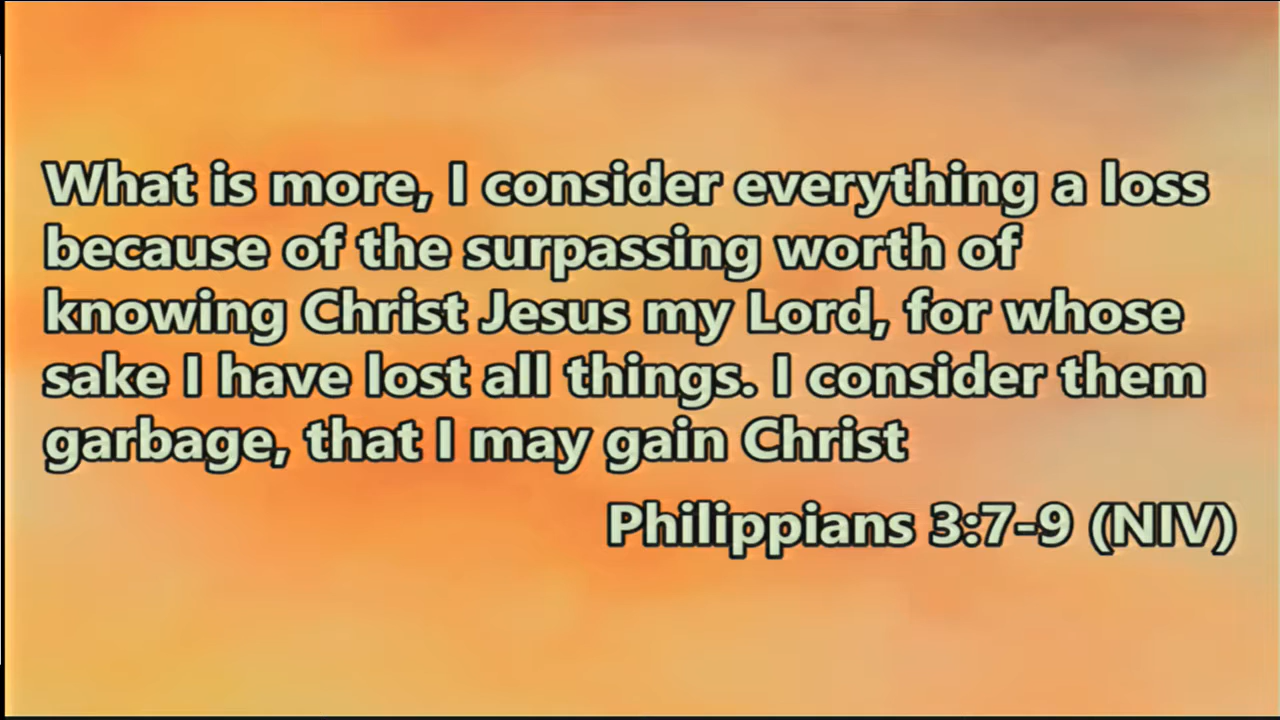 What is more, I consider everything a loss
because of the surpassing worth of
knowing Christ Jesus my Lord, for whose
sake I have lost all things. I consider them
garbage, that I may gain Christ
Philippians 3:7-9 (NIV)